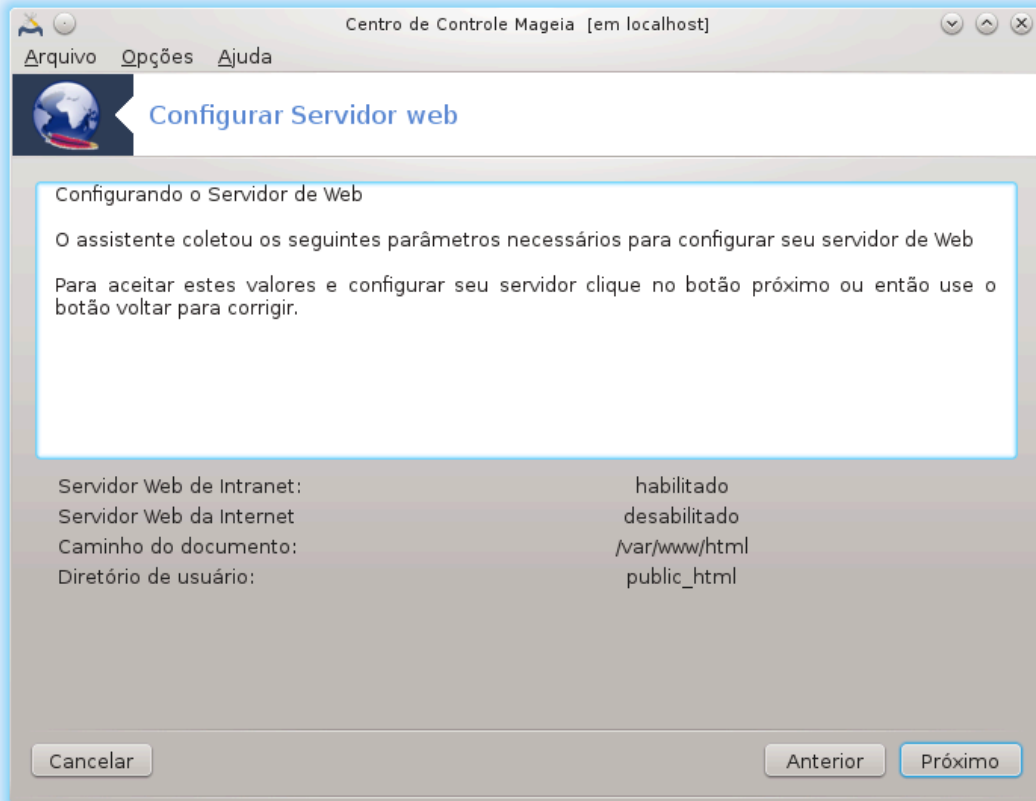 Centro de Controle Mageia [em localhost]
Arquivo Opções Ajuda
Configurar Servidor web
Configurando o Servidor de Web
O assistente coletou os seguintes parâmetros necessários para configurar seu servidor de Web
Para aceitar estes valores e configurar seu servidor clique no botão próximo ou então use o
botão voltar para corrigir.
Servidor Web de Intranet: habilitado
Servidor Web da Internet desabilitado
Caminho do documento: /var/www/html
Diretório de usuário: public_html
Cancelar Anterior Próximo